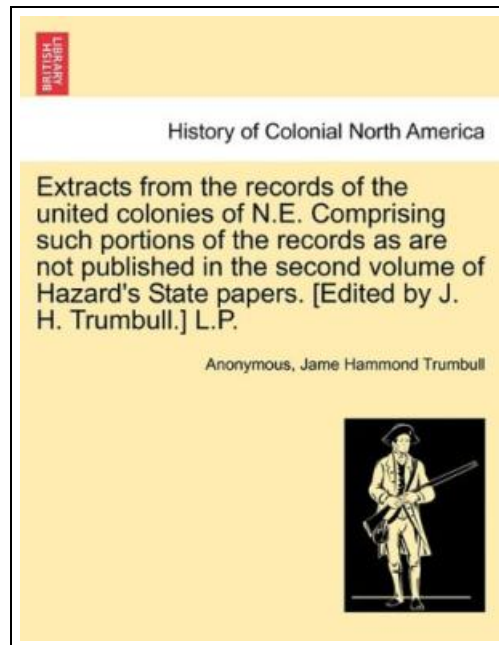 BRITISH
LIBRARY
History of Colonial North America
Extracts from the records of the
united colonies of N.E. Comprising
such portions of the records as are
not published in the second volume of
Hazard's State papers. [Edited by J.
H. Trumbull.] L.P.
Anonymous, Jame Hammond Trumbull